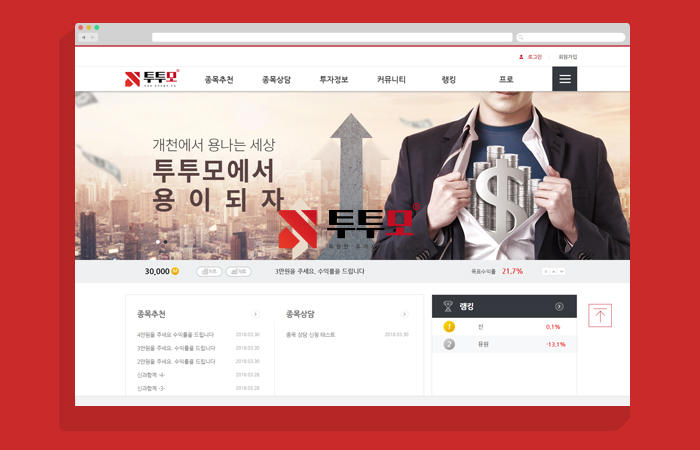 로그인 회원가입
투투모
종목추천 종목상담 투자정보 커뮤니티 랭킹 프로
개천에서 용나는 세상
투투모에서
용이되자
투투모
30,000 3만원을 주세요, 수익률을 드립니다 목표수익률 21.7%
종목추천
4만원을 주세요 수익률을 드립니다 2018.03.30
3만원을 주세요, 수익률을 드립니다 2018.03.30
2만원을 주세요, 수익률을 드립니다 2018.03.30
신과함께 -4- 2018.03.28
신과함께 -3- 2018.03.28
종목상담
종목 상담 신청 테스트 2018.03.30
랭킹
1 진 0.1%
2 뮤원 -13.1%